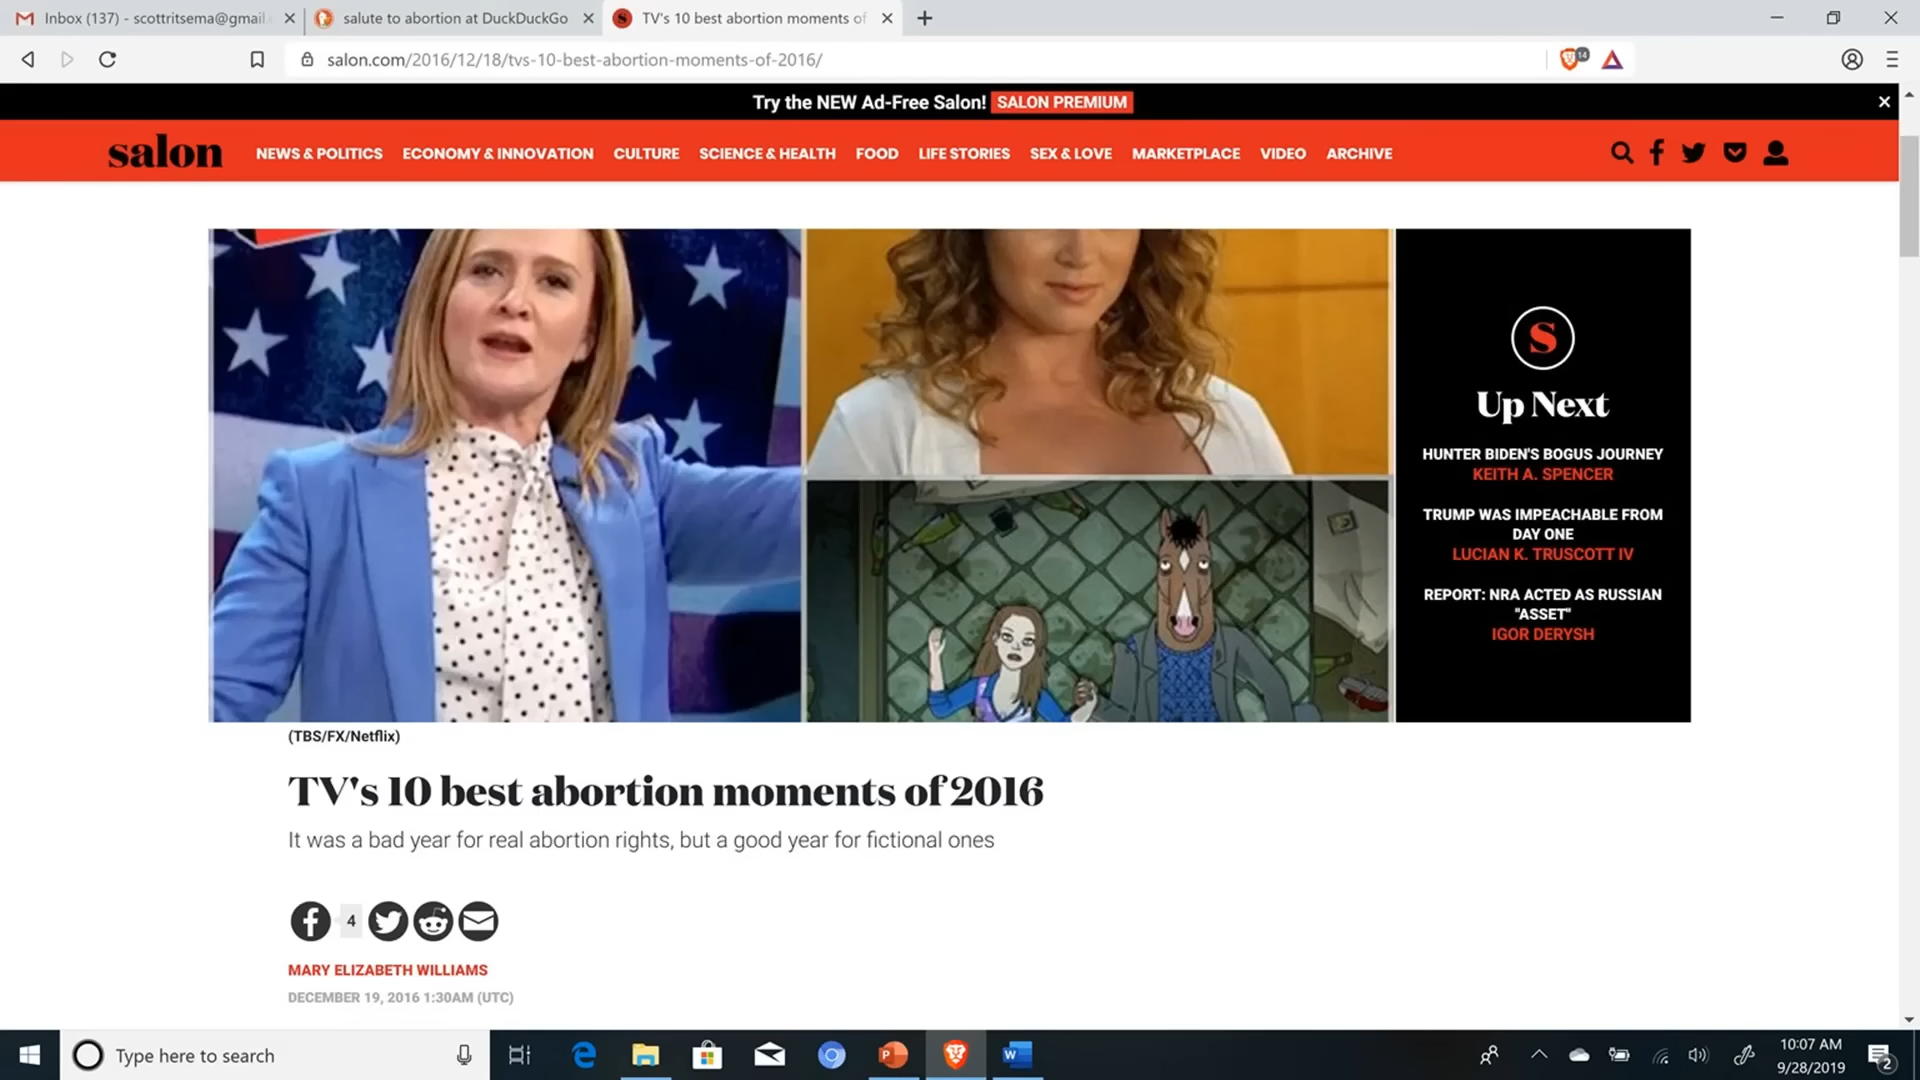 Inbox (137) - scottritsema@gmail.
salute to abortion at DuckDuckGo
TV's 10 best abortion moments of
salon.com/2016/12/18/tvs-10-best-abortion-moments-of-2016/
14
Try the NEW Ad-Free Salon! SALON PREMIUM
salon
NEWS & POLITICS
ECONOMY & INNOVATION
CULTURE
SCIENCE & HEALTH
FOOD
LIFE STORIES
SEX & LOVE
MARKETPLACE
VIDEO
ARCHIVE
S
Up Next
HUNTER BIDEN'S BOGUS JOURNEY
KEITH A. SPENCER
TRUMP WAS IMPEACHABLE FROM
DAY ONE
LUCIAN K. TRUSCOTT IV
REPORT: NRA ACTED AS RUSSIAN
"ASSET"
IGOR DERYSH
(TBS/FX/Netflix)
TV's 10 best abortion moments of 2016
It was a bad year for real abortion rights, but a good year for fictional ones
4
MARY ELIZABETH WILLIAMS
DECEMBER 19, 2016 1:30AM (UTC)
Type here to search
10:07 AM
9/28/2019
2